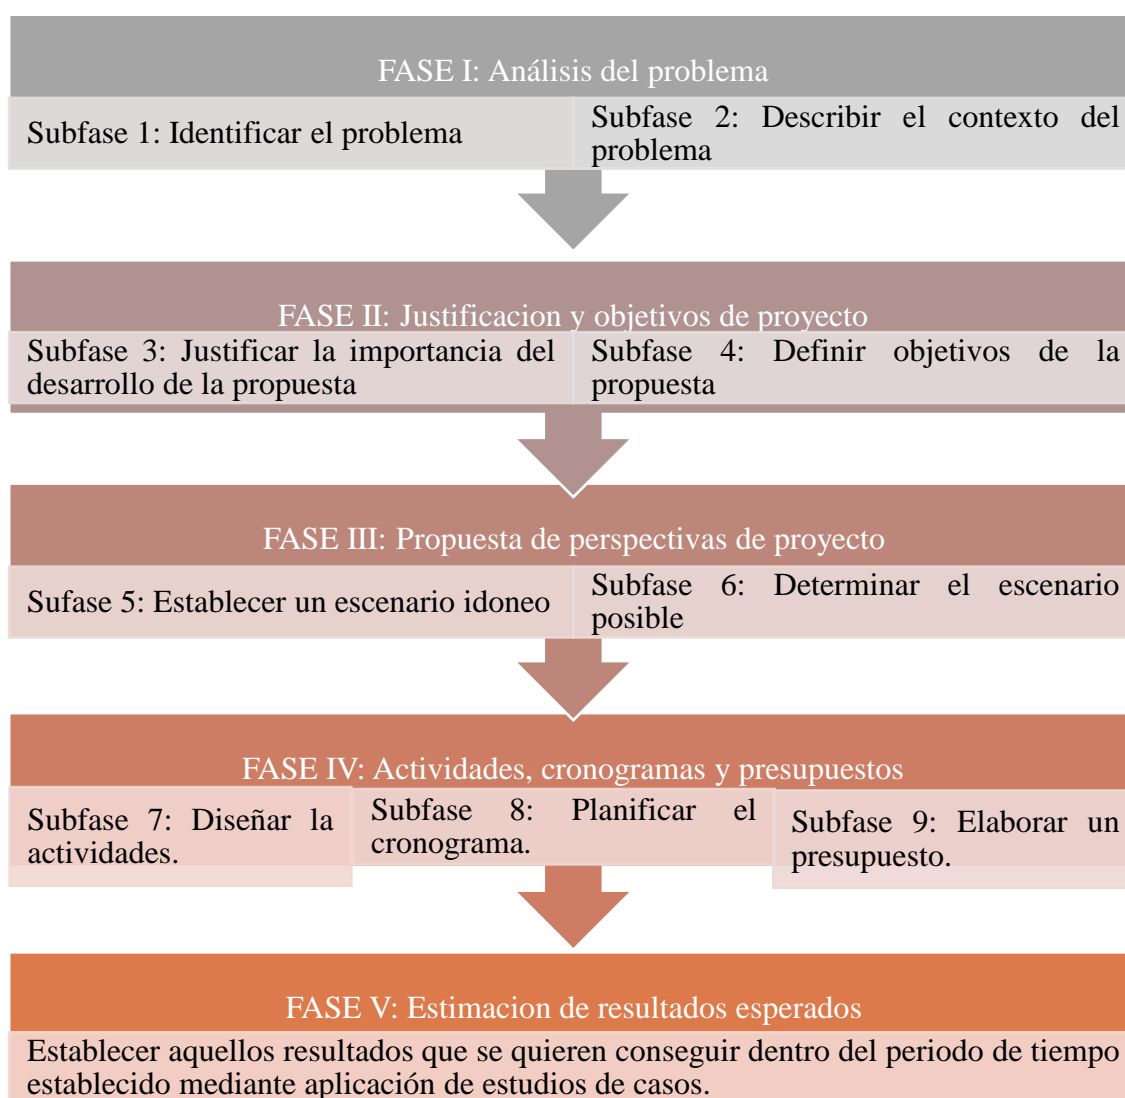 FASE I: Análisis del problema
Subfase 1: Identificar el problema
Subfase 2: Describir el contexto del
problema
FASE II: Justificacion y objetivos de proyecto
Subfase 3: Justificar la importancia del
desarrollo de la propuesta
Subfase 4: Definir objetivos de la
propuesta
FASE III: Propuesta de perspectivas de proyecto
Sufase 5: Establecer un escenario idoneo
Subfase 6: Determinar el escenario
posible
FASE IV: Actividades, cronogramas y presupuestos
Subfase 7: Diseñar la
actividades.
Subfase 8: Planificar el
cronograma.
Subfase 9: Elaborar un
presupuesto.
FASE V: Estimacion de resultados esperados
Establecer aquellos resultados que se quieren conseguir dentro del periodo de tiempo
establecido mediante aplicación de estudios de casos.